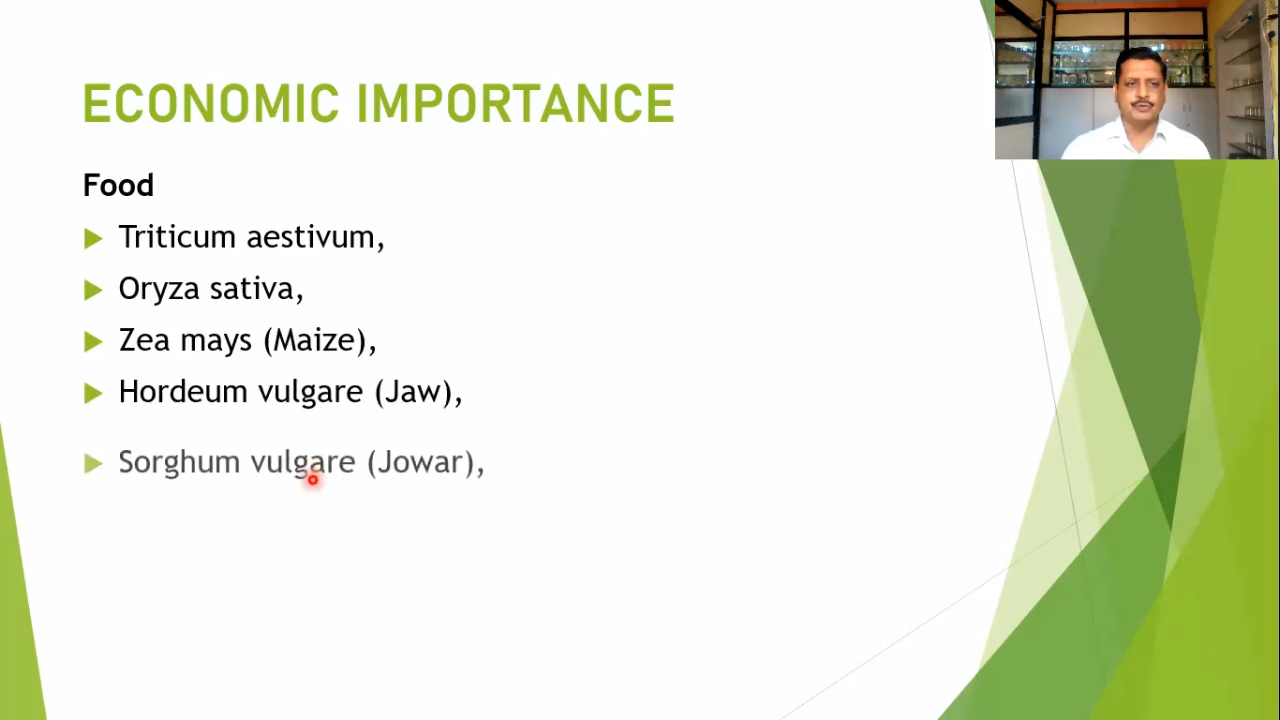 ECONOMIC IMPORTANCE
Food
Triticum aestivum,
Oryza sativa,
Zea mays (Maize),
Hordeum vulgare (Jaw),
Sorghum vulgare (Jowar),